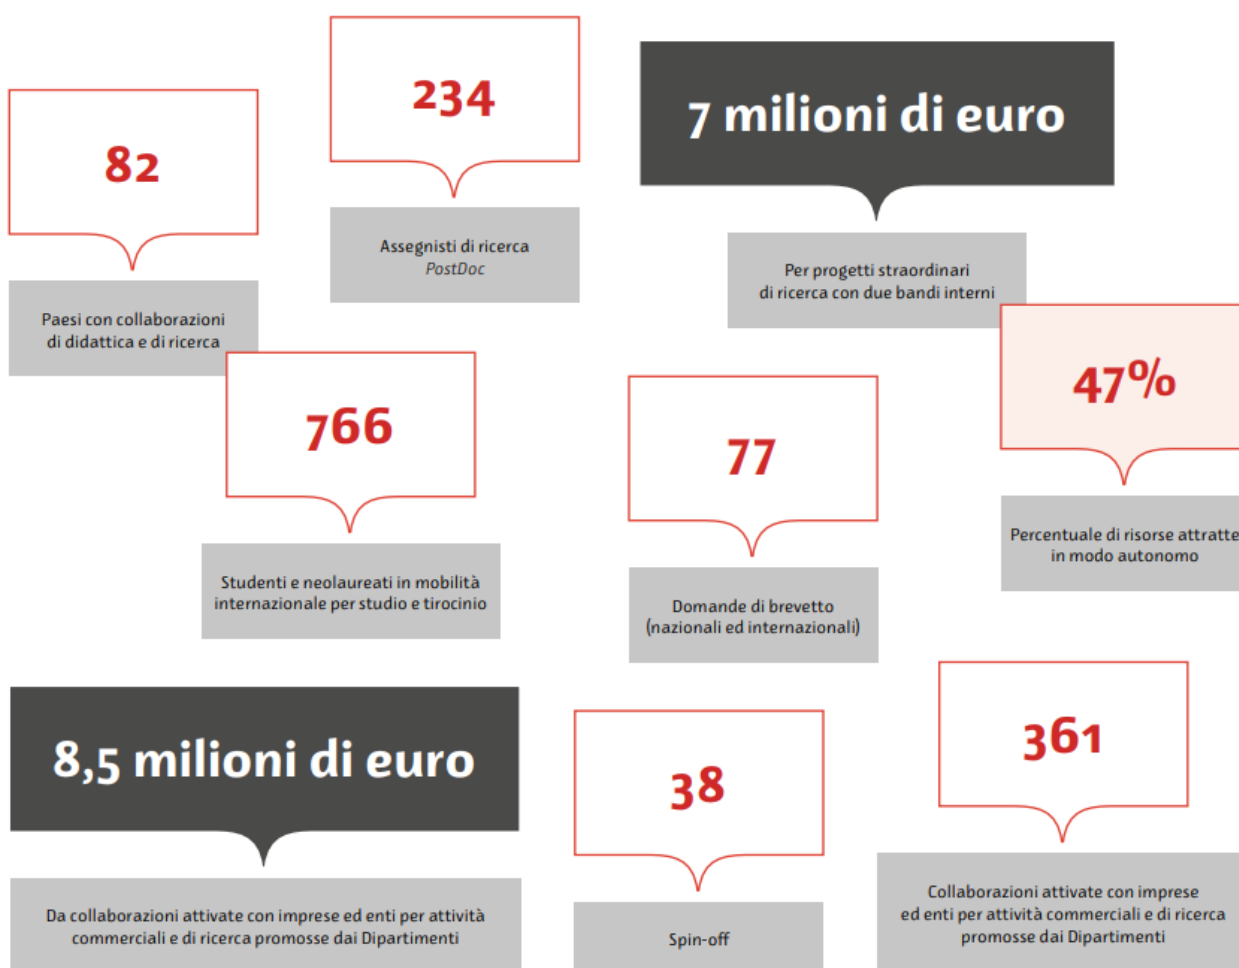 82
Paesi con collaborazioni
di didattica e di ricerca
234
Assegnisti di ricerca
PostDoc
7 milioni di euro
Per progetti straordinari
di ricerca con due bandi interni
766
Studenti e neolaureati in mobilità
internazionale per studio e tirocinio
77
Domande di brevetto
(nazionali ed internazionali)
47%
Percentuale di risorse attratte
in modo autonomo
8,5 milioni di euro
Da collaborazioni attivate con imprese ed enti per attività
commerciali e di ricerca promosse dai Dipartimenti
38
Spin-off
361
Collaborazioni attivate con imprese
ed enti per attività commerciali e di ricerca
promosse dai Dipartimenti